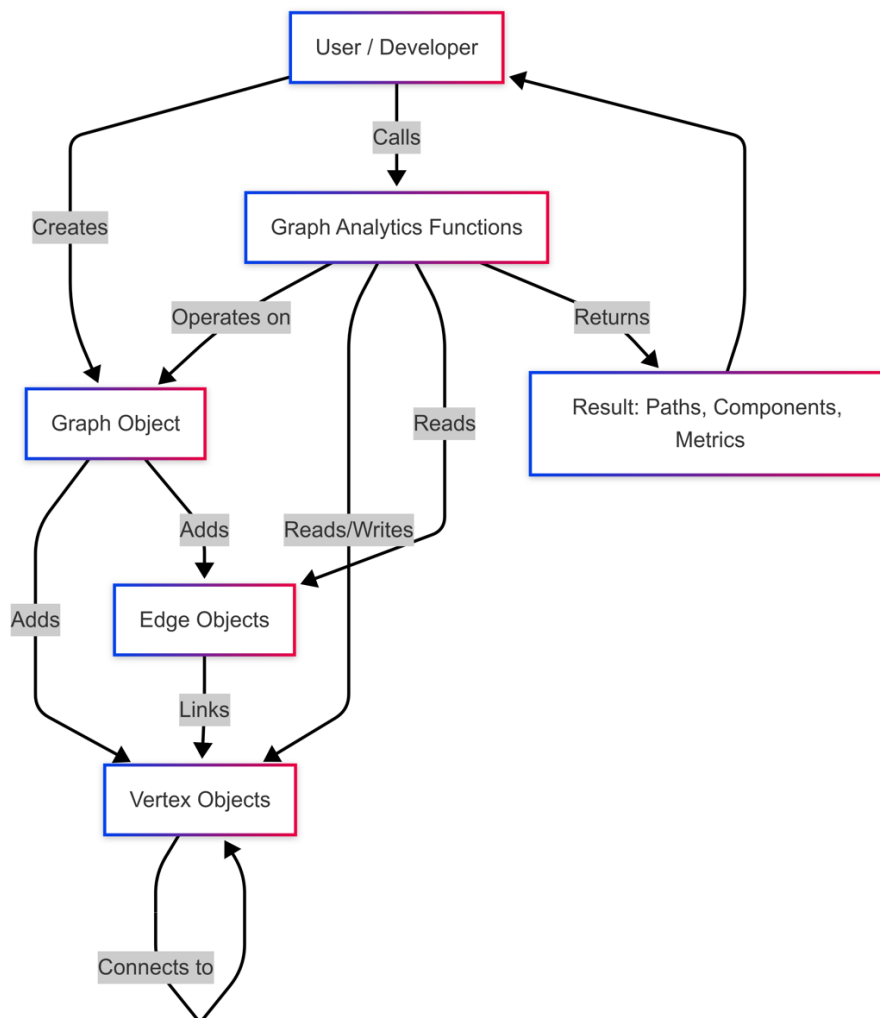 User / Developer
Calls
Graph Analytics Functions
Creates
Operates on
Returns
Graph Object
Reads
Result: Paths, Components,
Metrics
Adds
Reads/Writes
Adds
Edge Objects
Links
Vertex Objects
Connects to